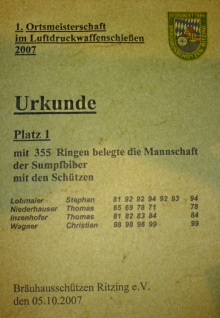 1. Ortsmeisterschaft
im Luftdruckwaffenschießen
2007
Urkunde
Platz 1
mit 355 Ringen belegte die Mannschaft
der Sumpfbiber
mit den Schützen
Lohmaier Stephan 81 92 92 94 92 93 94
Niederhauser Thomas 65 69 78 71 78
Inzenhofer Thomas 81 82 83 84 84
Wagner Christian 98 98 98 99 99
Bräuhausschützen Ritzing e.V.
den 05.10.2007